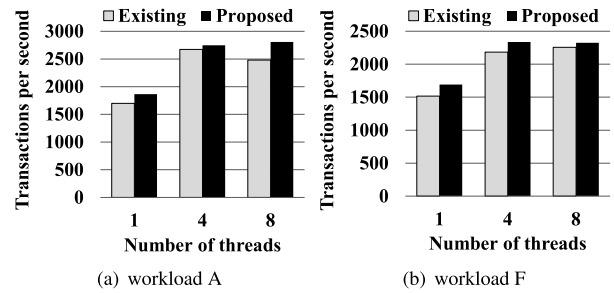 Existing Proposed
Transactions per second
3000
2500
2000
1500
1000
500
0
1 4 8
Number of threads
(a) workload A
Existing Proposed
Transactions per second
2500
2000
1500
1000
500
0
1 4 8
Number of threads
(b) workload F